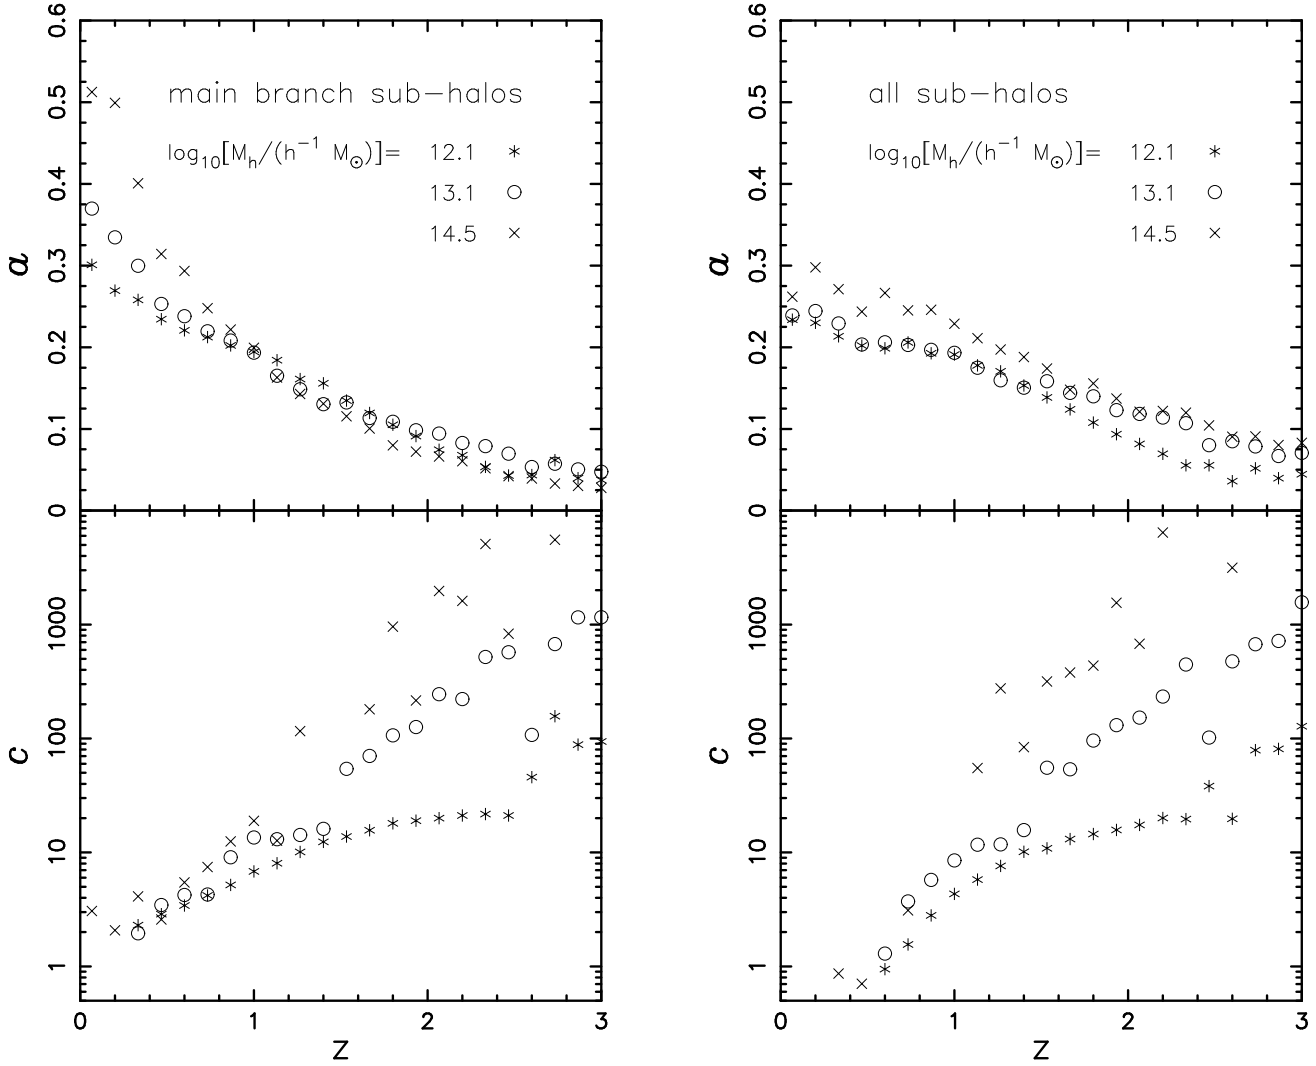 0.6
0.5
0.4
0.3
0.2
0.1
0
a
main branch sub-halos
log₁₀[Mₕ/(h⁻¹ M⊙)]= 12.1 *
13.1 ○
14.5 ×
0.6
0.5
0.4
0.3
0.2
0.1
0
a
all sub-halos
log₁₀[Mₕ/(h⁻¹ M⊙)]= 12.1 *
13.1 ○
14.5 ×
1000
100
10
1
c
0 1 2 3
z
1000
100
10
1
c
0 1 2 3
z